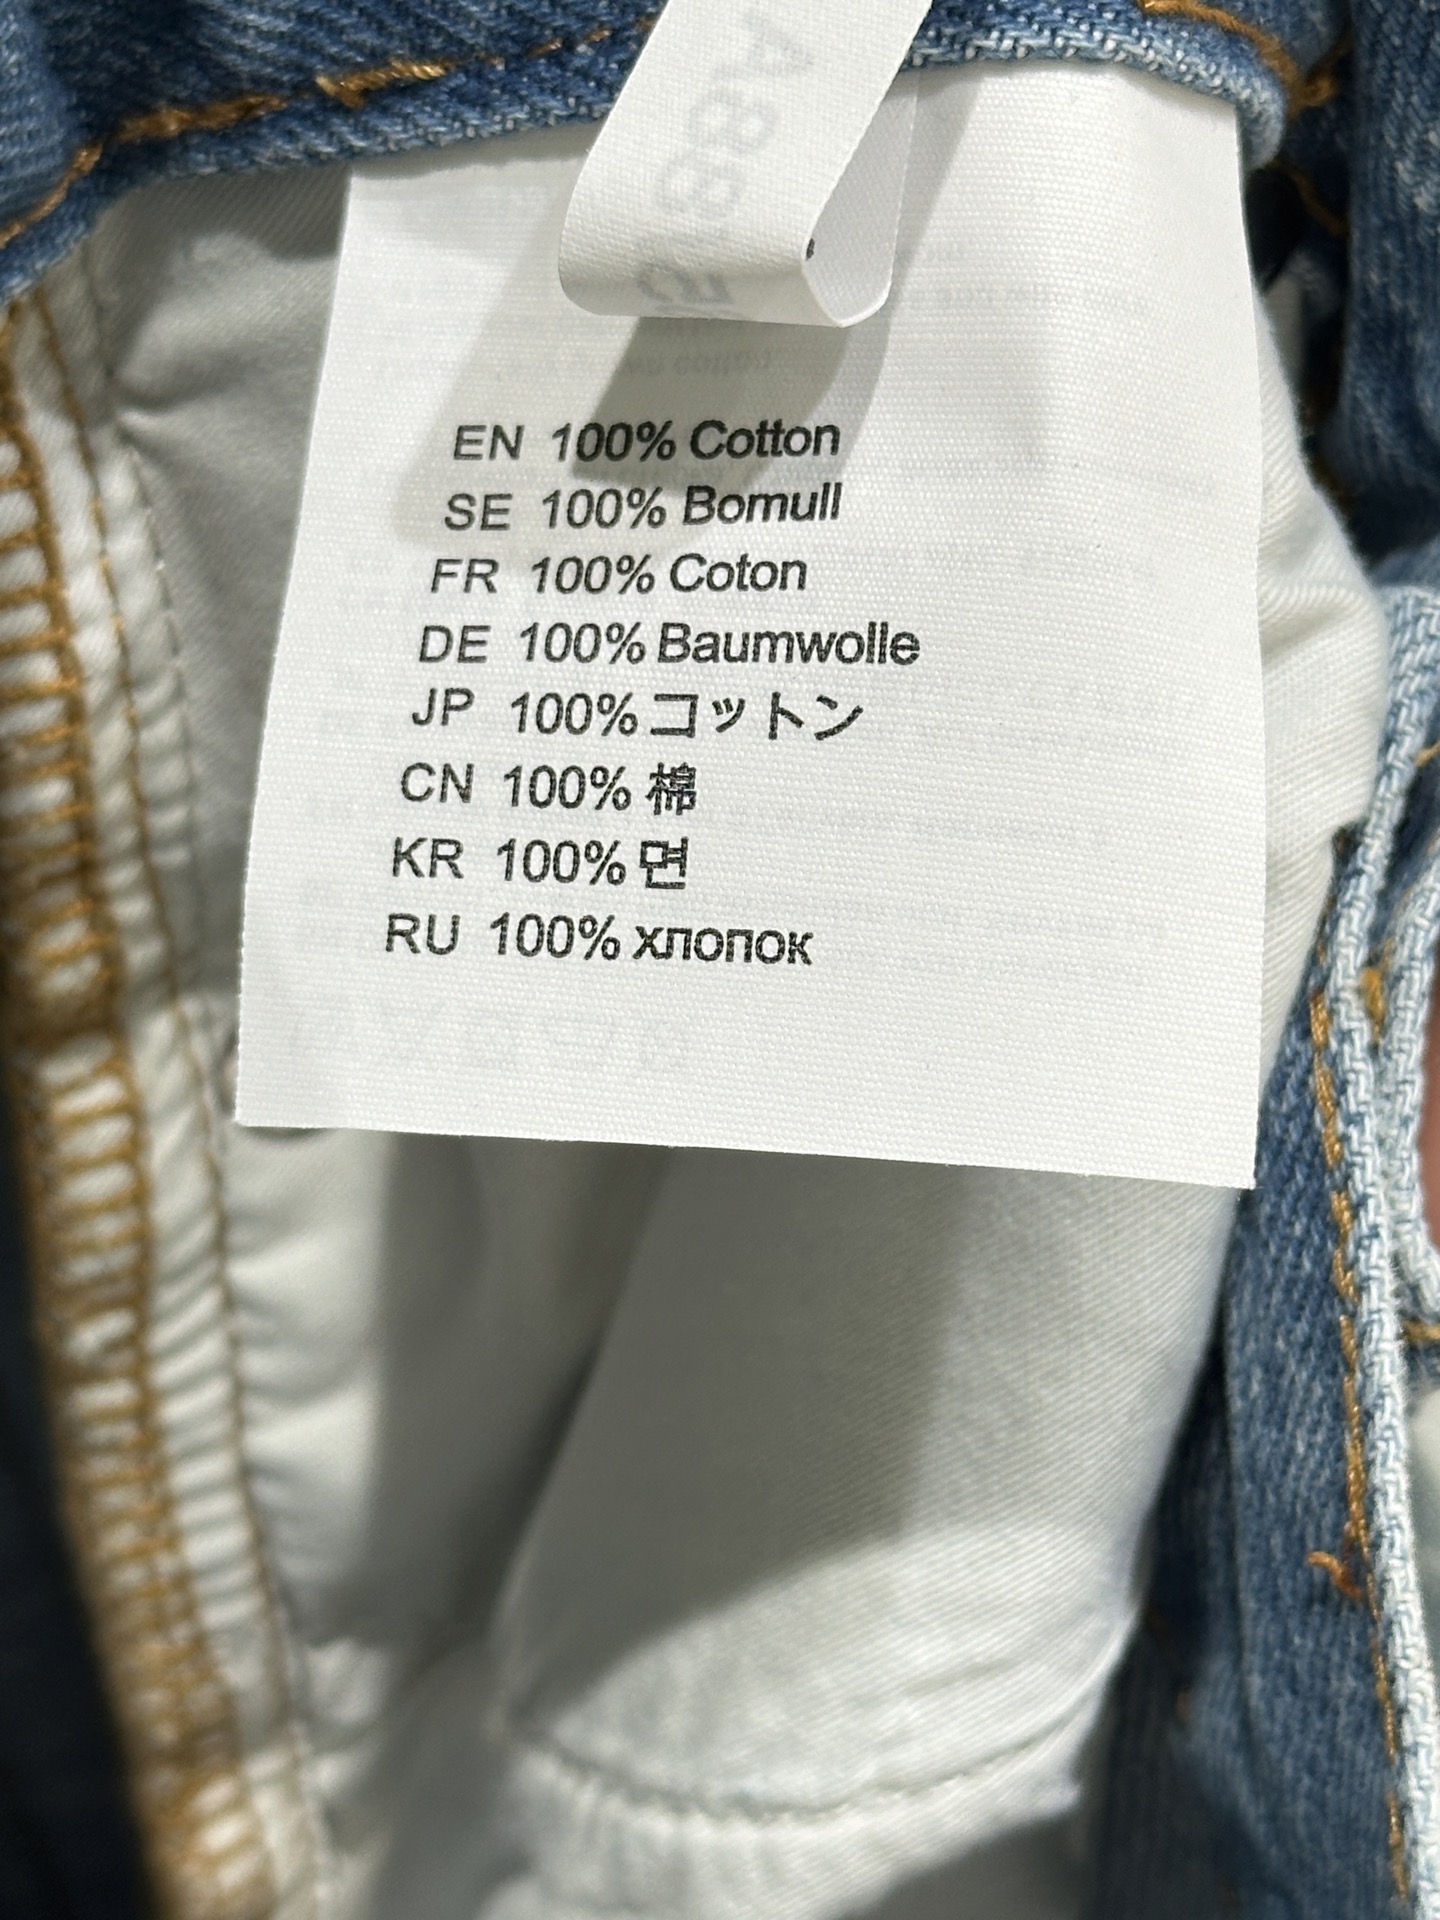 EN 100% Cotton
SE 100% Bomull
FR 100% Coton
DE 100% Baumwolle
JP 100% コットン
CN 100% 棉
KR 100% 면
RU 100% хлопок